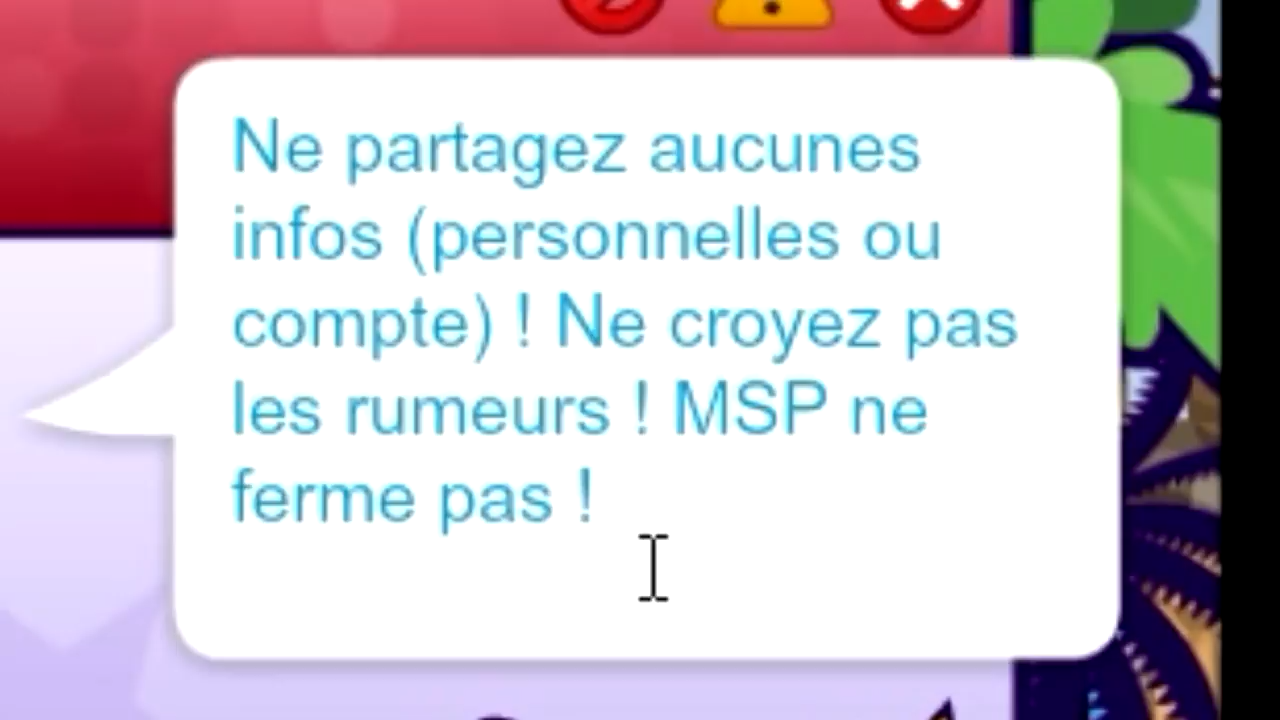 Ne partagez aucunes
infos (personnelles ou
compte) ! Ne croyez pas
les rumeurs ! MSP ne
ferme pas !